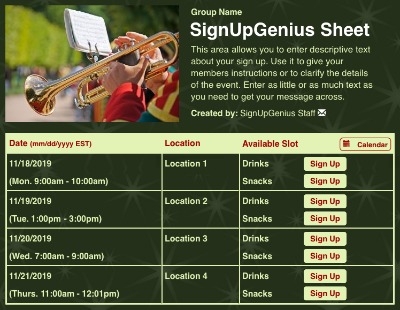 Group Name
SignUpGenius Sheet
This area allows you to enter descriptive text
about your sign up. Use it to give your
members instructions or to clarify the details
of the event. Enter as little or as much text as
you need to get your message across.
Created by: SignUpGenius Staff
Date (mm/dd/yyyy EST) Location Available Slot Calendar
11/18/2019 Location 1 Drinks Sign Up
(Mon. 9:00am - 10:00am) Snacks Sign Up
11/19/2019 Location 2 Drinks Sign Up
(Tue. 1:00pm - 3:00pm) Snacks Sign Up
11/20/2019 Location 3 Drinks Sign Up
(Wed. 7:00am - 9:00am) Snacks Sign Up
11/21/2019 Location 4 Drinks Sign Up
(Thurs. 11:00am - 12:01pm) Snacks Sign Up